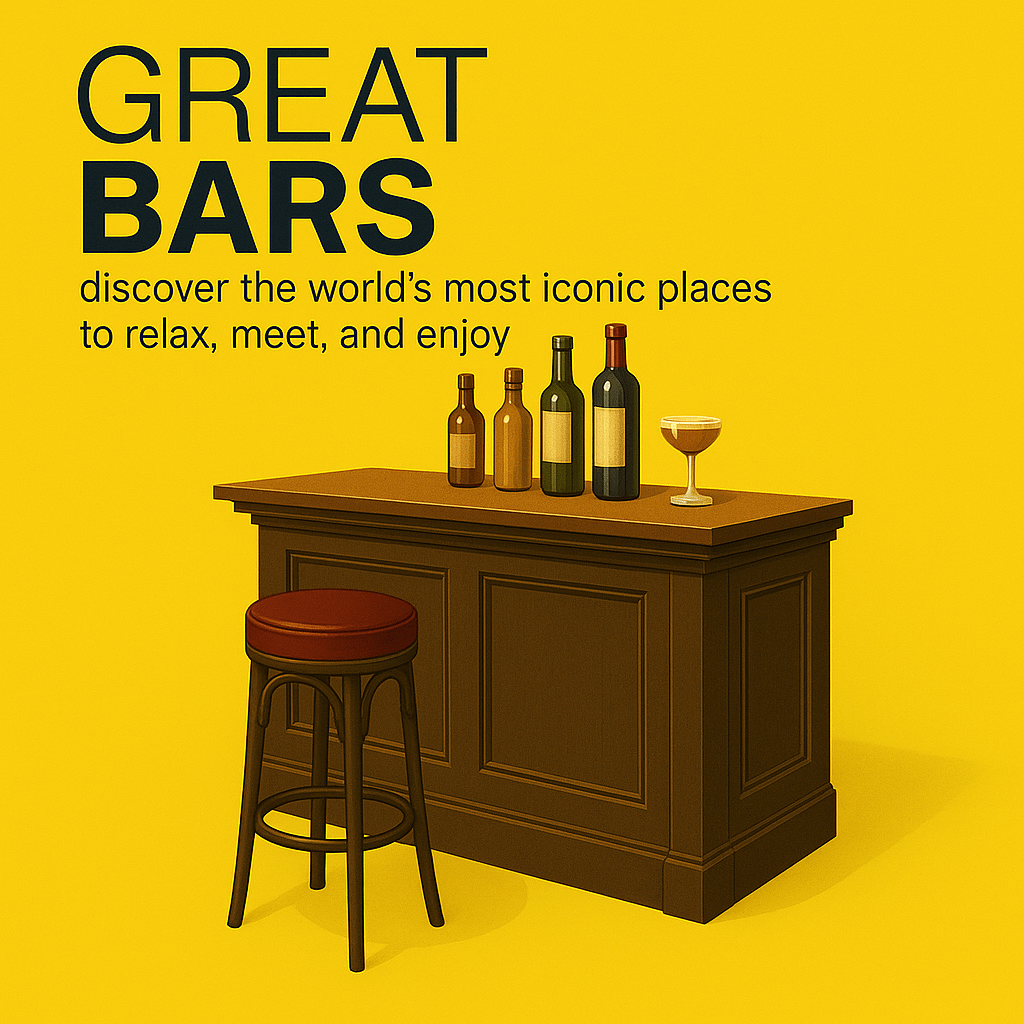 GREAT
BARS
discover the world’s most iconic places
to relax, meet, and enjoy